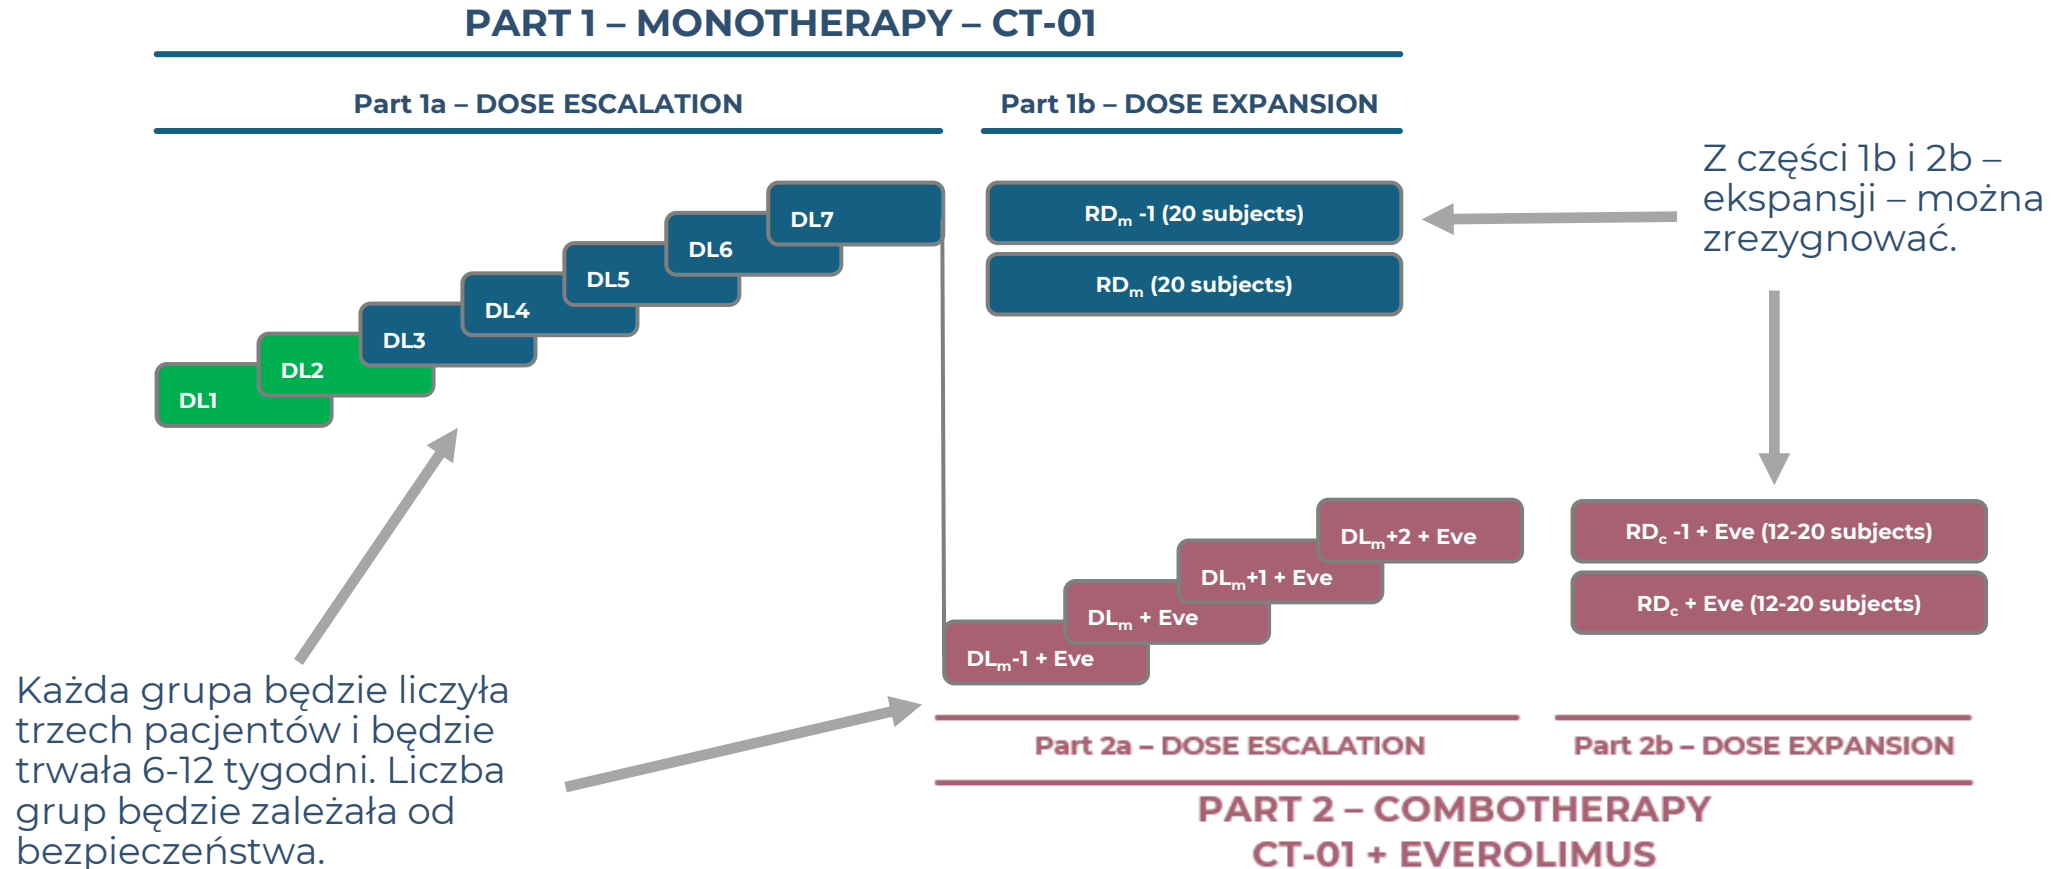 PART 1 – MONOTHERAPY – CT-01
Part 1a – DOSE ESCALATION
Part 1b – DOSE EXPANSION
DL1
DL2
DL3
DL4
DL5
DL6
DL7
RDm -1 (20 subjects)
RDm (20 subjects)
Z części 1b i 2b –
ekspansji – można
zrezygnować.
Każda grupa będzie liczyła
trzech pacjentów i będzie
trwała 6-12 tygodni. Liczba
grup będzie zależała od
bezpieczeństwa.
DLm-1 + Eve
DLm + Eve
DLm+1 + Eve
DLm+2 + Eve
RDc -1 + Eve (12-20 subjects)
RDc + Eve (12-20 subjects)
Part 2a – DOSE ESCALATION
Part 2b – DOSE EXPANSION
PART 2 – COMBOTHERAPY
CT-01 + EVEROLIMUS